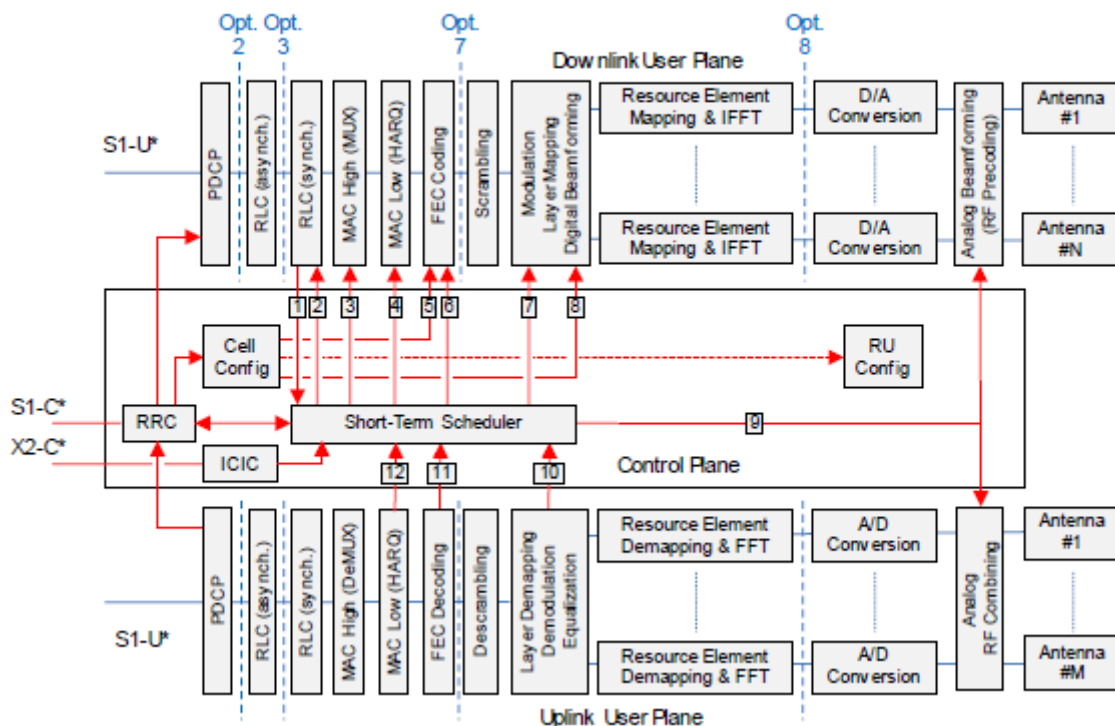 Opt. Opt.
2 3
Opt.
7
Opt.
8
Downlink User Plane
S1-U*
PDCP
RLC (asynch.)
RLC (synch.)
MAC High (MUX)
MAC Low (HARQ)
FEC Coding
Scrambling
Modulation
Layer Mapping
Digital Beamforming
Resource Element
Mapping & IFFT
D/A
Conversion
Analog Beamforming
(RF Precoding)
Antenna
#1
Resource Element
Mapping & IFFT
D/A
Conversion
Antenna
#N
1 2 3 4 5 6 7 8
Cell
Config
RU
Config
S1-C*
RRC
Short-Term Scheduler
9
X2-C*
ICIC
12 11 10
Control Plane
PDCP
RLC (asynch.)
RLC (synch.)
MAC High (DeMUX)
MAC Low (HARQ)
FEC Decoding
Descrambling
Layer Demapping
Demodulation
Equalization
Resource Element
Demapping & FFT
A/D
Conversion
Analog
RF Combining
Antenna
#1
S1-U*
Resource Element
Demapping & FFT
A/D
Conversion
Antenna
#M
Uplink User Plane